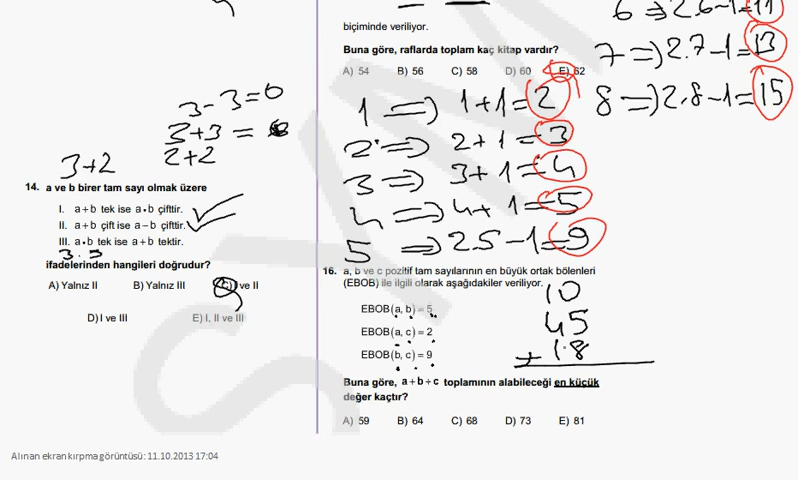 3-3=0
3+3=
2+2
3+2
14. a ve b birer tam sayı olmak üzere
I. a+b tek ise a•b çifttir.
II. a+b çift ise a−b çifttir.
III. a•b tek ise a+b tektir.
3.3
ifadelerinden hangileri doğrudur?
A) Yalnız II B) Yalnız III C) I ve II
D) I ve III E) I, II ve III
biçiminde veriliyor.
Buna göre, raflarda toplam kaç kitap vardır?
A) 54 B) 56 C) 58 D) 60 E) 62
1 ⇒ 1+1=2
2 ⇒ 2+1=3
3 ⇒ 3+1=4
4 ⇒ 4+1=5
5 ⇒ 2.5-1=9
6 ⇒ 2.6-1=11
7 ⇒ 2.7-1=13
8 ⇒ 2.8-1=15
16. a, b ve c pozitif tam sayılarının en büyük ortak bölenleri
(EBOB) ile ilgili olarak aşağıdakiler veriliyor.
EBOB(a, b) = 5
EBOB(a, c) = 2
EBOB(b, c) = 9
10
45
+ 18
Buna göre, a+b+c toplamının alabileceği en küçük
değer kaçtır?
A) 59 B) 64 C) 68 D) 73 E) 81
Alınan ekran kırpma görüntüsü: 11.10.2013 17:04